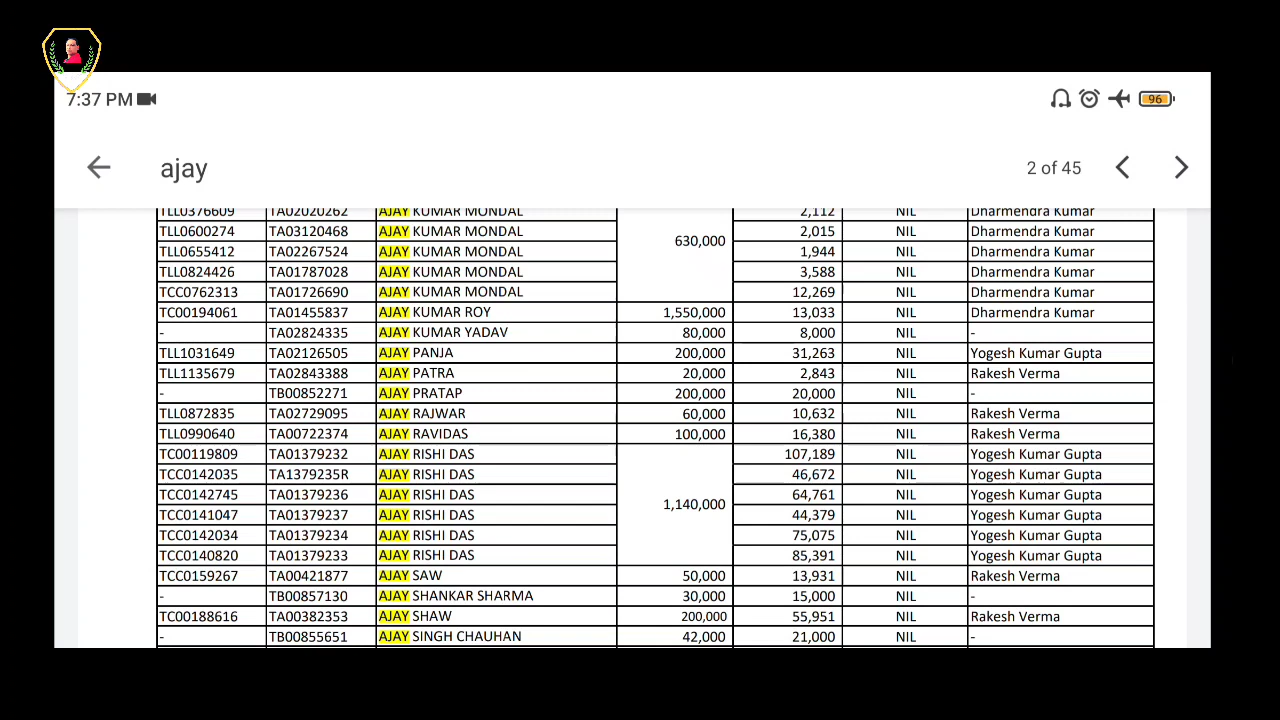 7:37 PM 96
ajay 2 of 45
TLL0376609 TA02020262 AJAY KUMAR MONDAL 2,112 NIL Dharmendra Kumar
TLL0600274 TA03120468 AJAY KUMAR MONDAL 630,000 2,015 NIL Dharmendra Kumar
TLL0655412 TA02267524 AJAY KUMAR MONDAL 1,944 NIL Dharmendra Kumar
TLL0824426 TA01787028 AJAY KUMAR MONDAL 3,588 NIL Dharmendra Kumar
TCC0762313 TA01726690 AJAY KUMAR MONDAL 12,269 NIL Dharmendra Kumar
TC00194061 TA01455837 AJAY KUMAR ROY 1,550,000 13,033 NIL Dharmendra Kumar
- TA02824335 AJAY KUMAR YADAV 80,000 8,000 NIL -
TLL1031649 TA02126505 AJAY PANJA 200,000 31,263 NIL Yogesh Kumar Gupta
TLL1135679 TA02843388 AJAY PATRA 20,000 2,843 NIL Rakesh Verma
- TB00852271 AJAY PRATAP 200,000 20,000 NIL -
TLL0872835 TA02729095 AJAY RAJWAR 60,000 10,632 NIL Rakesh Verma
TLL0990640 TA00722374 AJAY RAVIDAS 100,000 16,380 NIL Rakesh Verma
TC00119809 TA01379232 AJAY RISHI DAS 107,189 NIL Yogesh Kumar Gupta
TCC0142035 TA1379235R AJAY RISHI DAS 46,672 NIL Yogesh Kumar Gupta
TCC0142745 TA01379236 AJAY RISHI DAS 64,761 NIL Yogesh Kumar Gupta
TCC0141047 TA01379237 AJAY RISHI DAS 1,140,000 44,379 NIL Yogesh Kumar Gupta
TCC0142034 TA01379234 AJAY RISHI DAS 75,075 NIL Yogesh Kumar Gupta
TCC0140820 TA01379233 AJAY RISHI DAS 85,391 NIL Yogesh Kumar Gupta
TCC0159267 TA00421877 AJAY SAW 50,000 13,931 NIL Rakesh Verma
- TB00857130 AJAY SHANKAR SHARMA 30,000 15,000 NIL -
TC00188616 TA00382353 AJAY SHAW 200,000 55,951 NIL Rakesh Verma
- TB00855651 AJAY SINGH CHAUHAN 42,000 21,000 NIL -